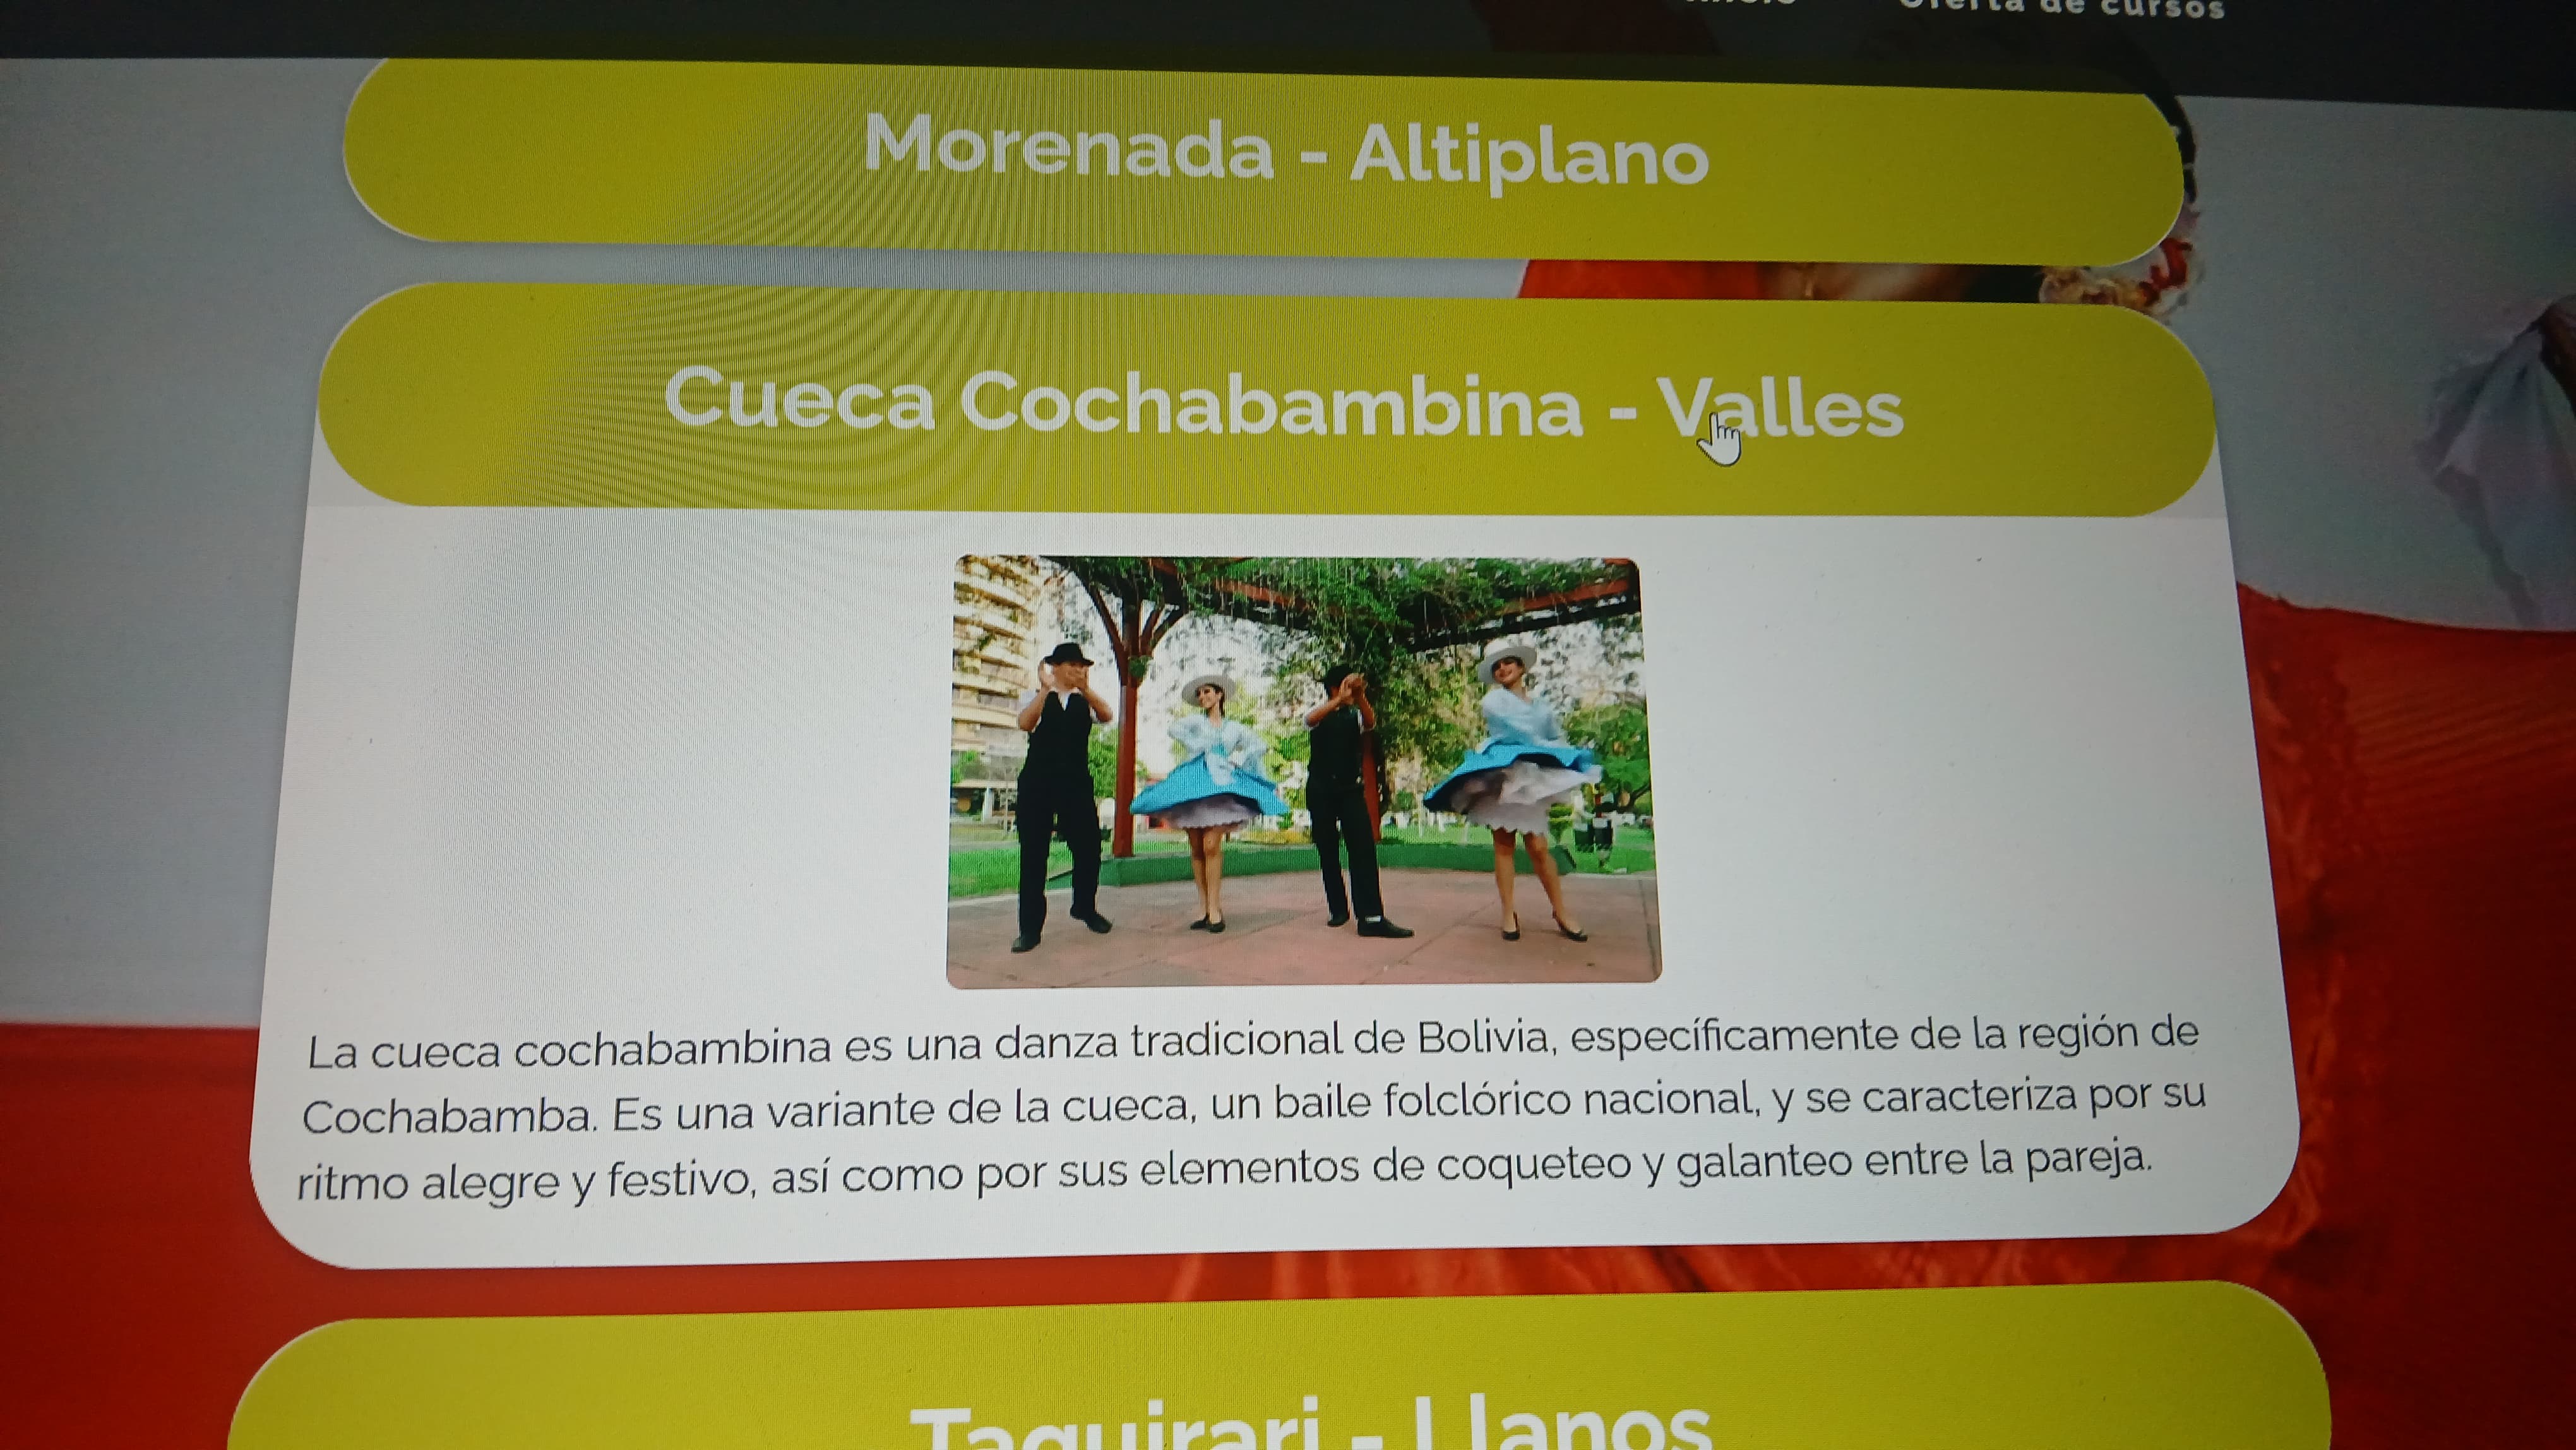 Oferta de cursos
Morenada - Altiplano
Cueca Cochabambina - Valles
La cueca cochabambina es una danza tradicional de Bolivia, específicamente de la región de
Cochabamba. Es una variante de la cueca, un baile folclórico nacional, y se caracteriza por su
ritmo alegre y festivo, así como por sus elementos de coqueteo y galanteo entre la pareja.
Taquirari - Llanos